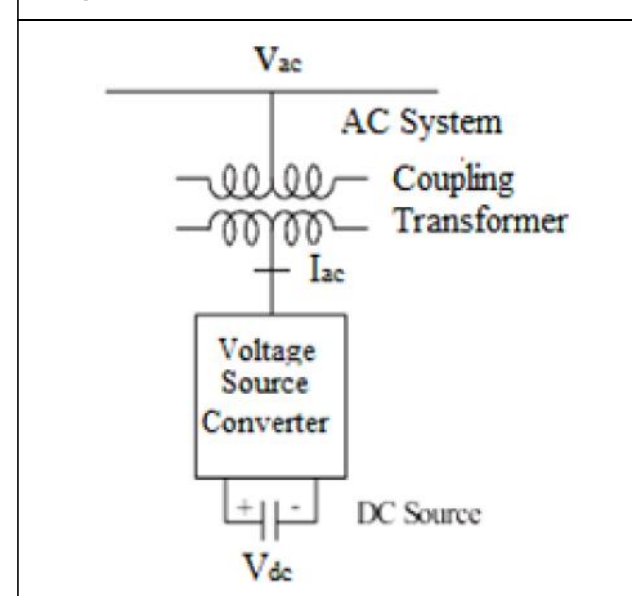 Vac
AC System
Coupling
Transformer
Iac
Voltage
Source
Converter
+ -
DC Source
Vdc